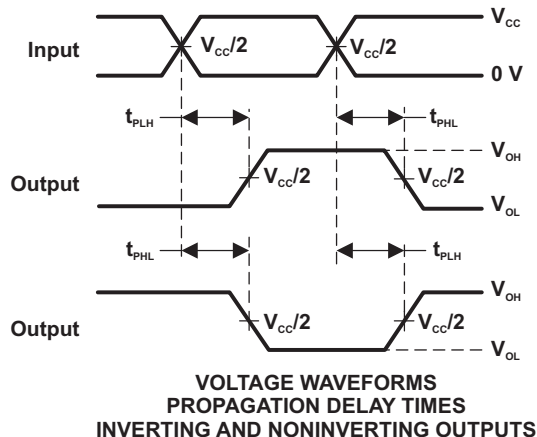 V_CC
Input
V_CC/2
V_CC/2
0 V
t_PLH
t_PHL
V_OH
Output
V_CC/2
V_CC/2
V_OL
t_PHL
t_PLH
V_OH
Output
V_CC/2
V_CC/2
V_OL
VOLTAGE WAVEFORMS
PROPAGATION DELAY TIMES
INVERTING AND NONINVERTING OUTPUTS